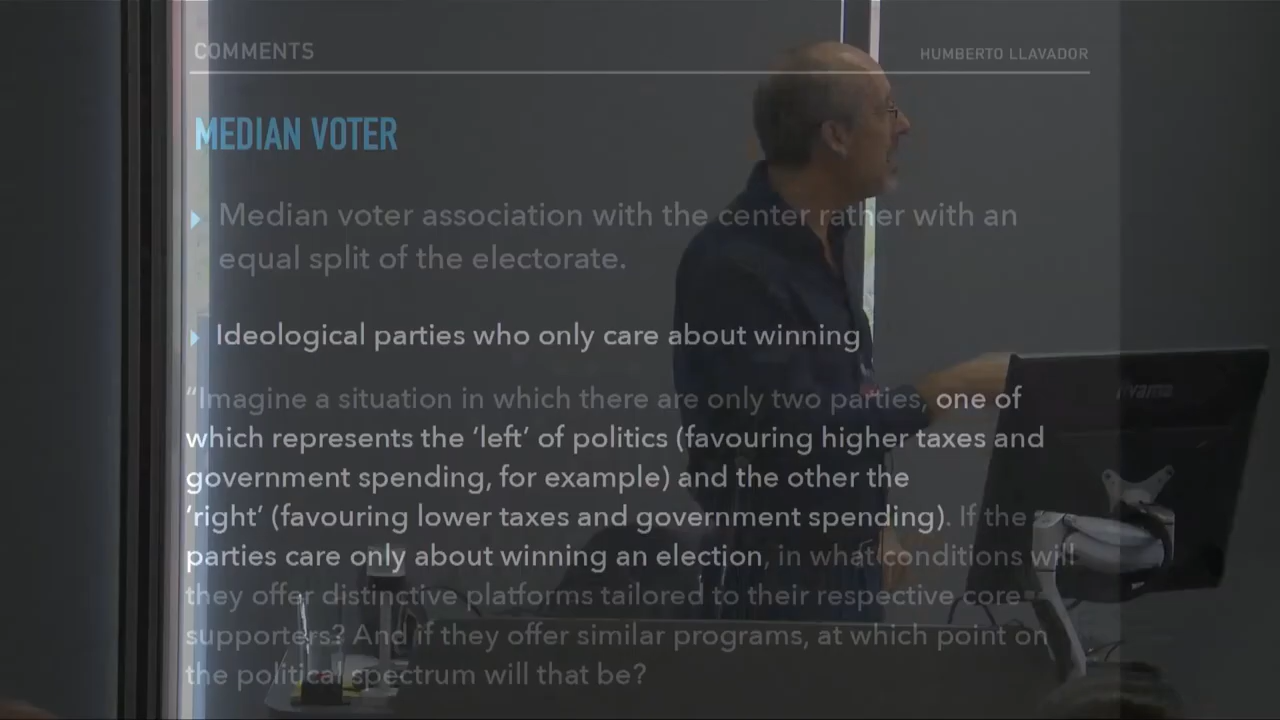 COMMENTS
HUMBERTO LLAVADOR
MEDIAN VOTER
Median voter association with the center rather with an
equal split of the electorate.
Ideological parties who only care about winning
“Imagine a situation in which there are only two parties, one of
which represents the ‘left’ of politics (favouring higher taxes and
government spending, for example) and the other the
‘right’ (favouring lower taxes and government spending). If the
parties care only about winning an election, in what conditions will
they offer distinctive platforms tailored to their respective core
supporters? And if they offer similar programs, at which point on
the political spectrum will that be?